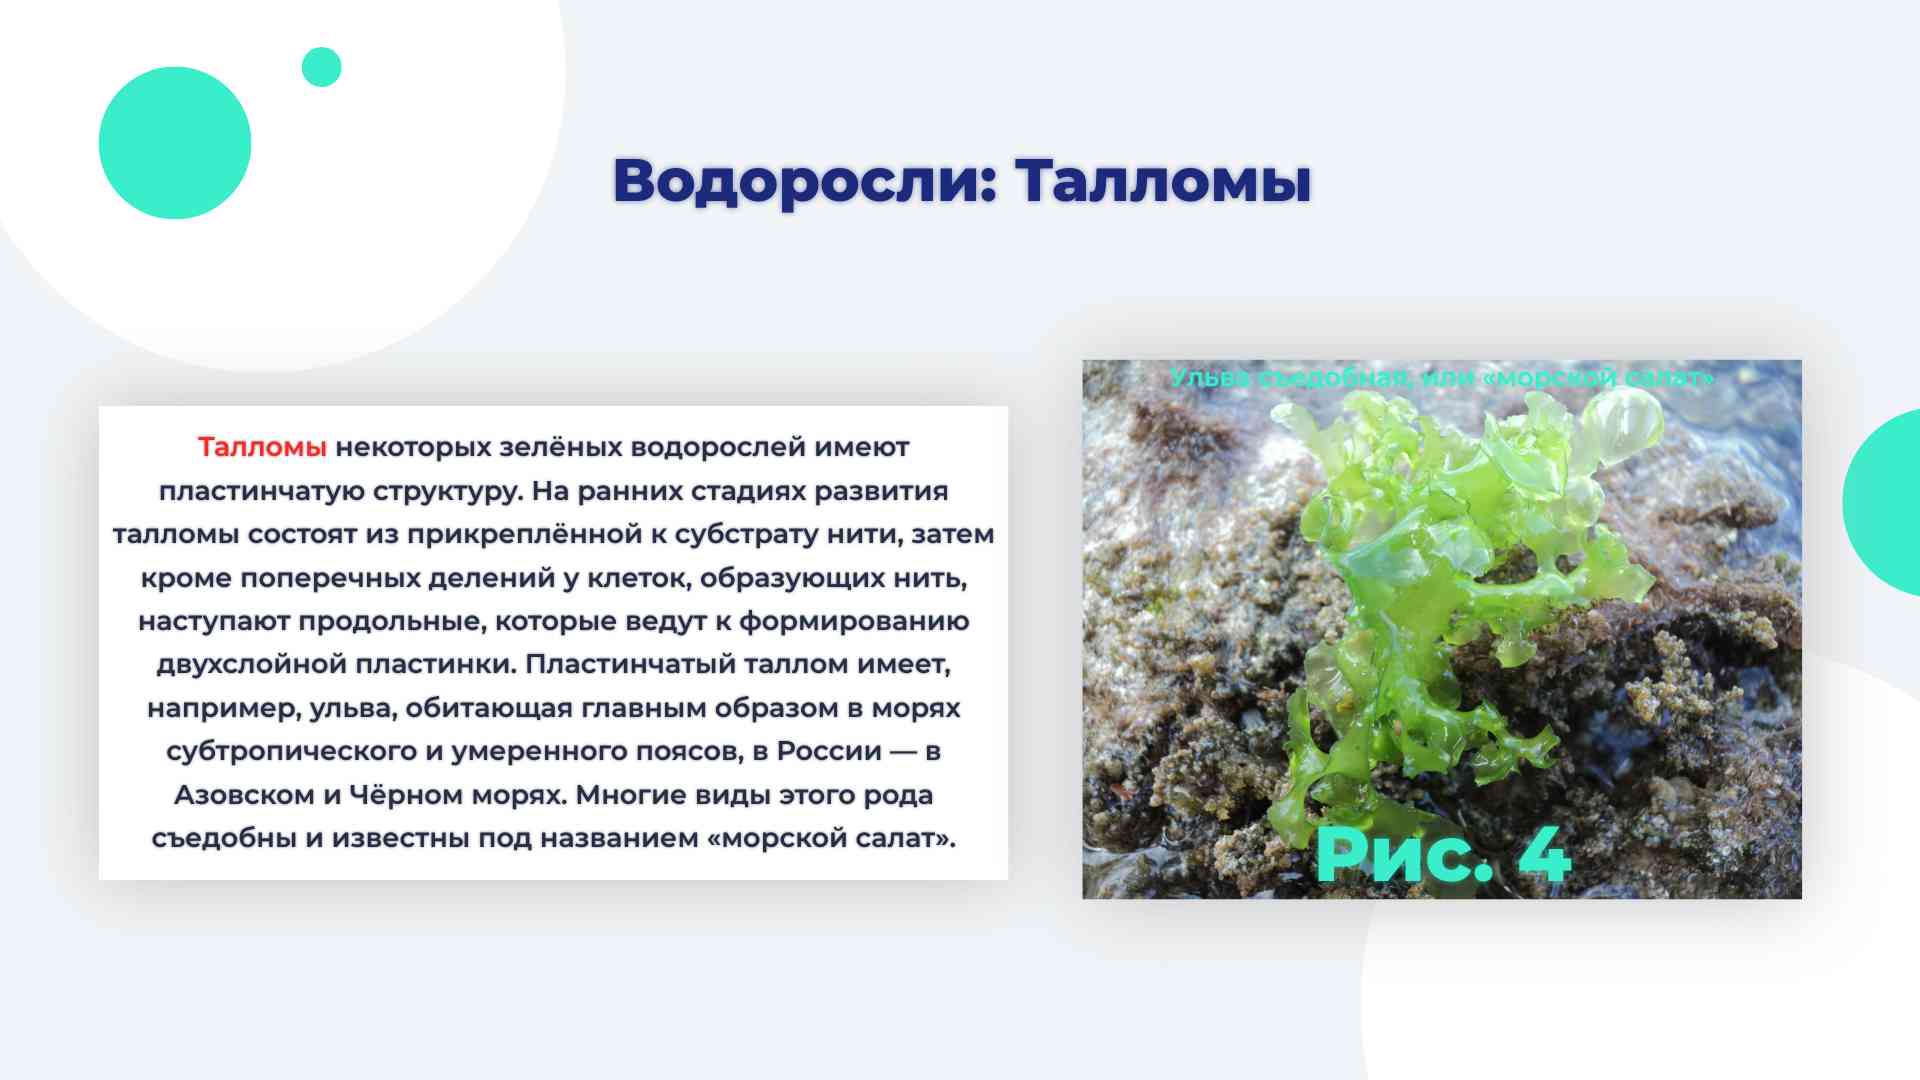 Водоросли: Талломы
Талломы некоторых зелёных водорослей имеют
пластинчатую структуру. На ранних стадиях развития
талломы состоят из прикреплённой к субстрату нити, затем
кроме поперечных делений у клеток, образующих нить,
наступают продольные, которые ведут к формированию
двухслойной пластинки. Пластинчатый таллом имеет,
например, ульва, обитающая главным образом в морях
субтропического и умеренного поясов, в России — в
Азовском и Чёрном морях. Многие виды этого рода
съедобны и известны под названием «морской салат».
Ульва съедобная, или «морской салат»
Рис. 4